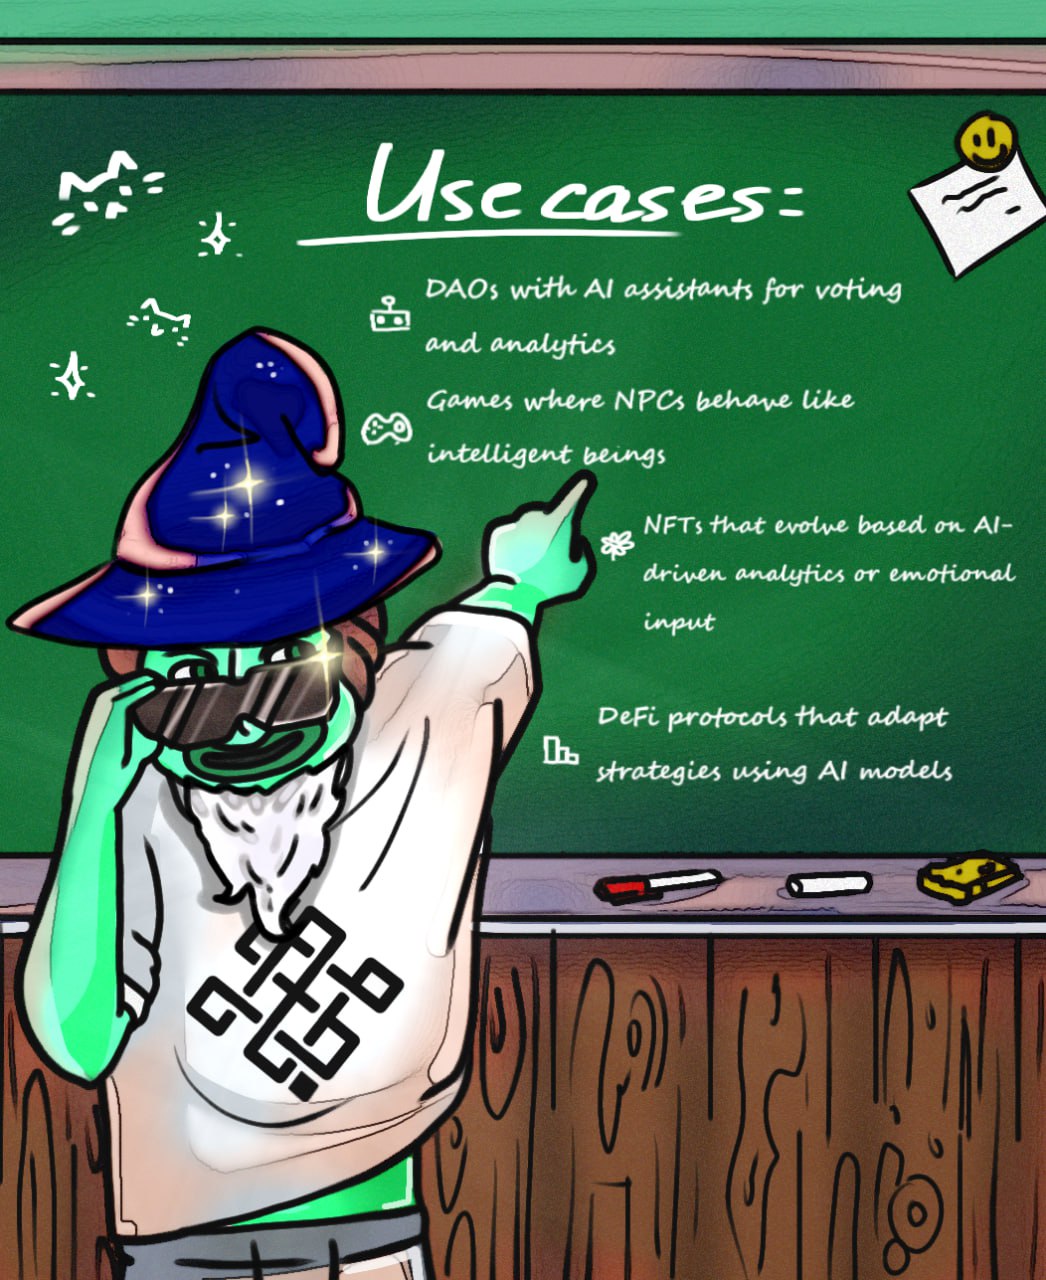 Use cases:
DAOs with AI assistants for voting
and analytics
Games where NPCs behave like
intelligent beings
NFTs that evolve based on AI-
driven analytics or emotional
input
DeFi protocols that adapt
strategies using AI models